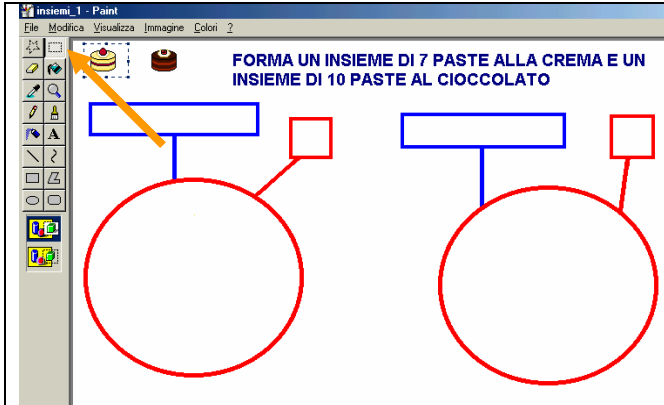 insiemi_1 - Paint
File Modifica Visualizza Immagine Colori ?
FORMA UN INSIEME DI 7 PASTE ALLA CREMA E UN
INSIEME DI 10 PASTE AL CIOCCOLATO
A